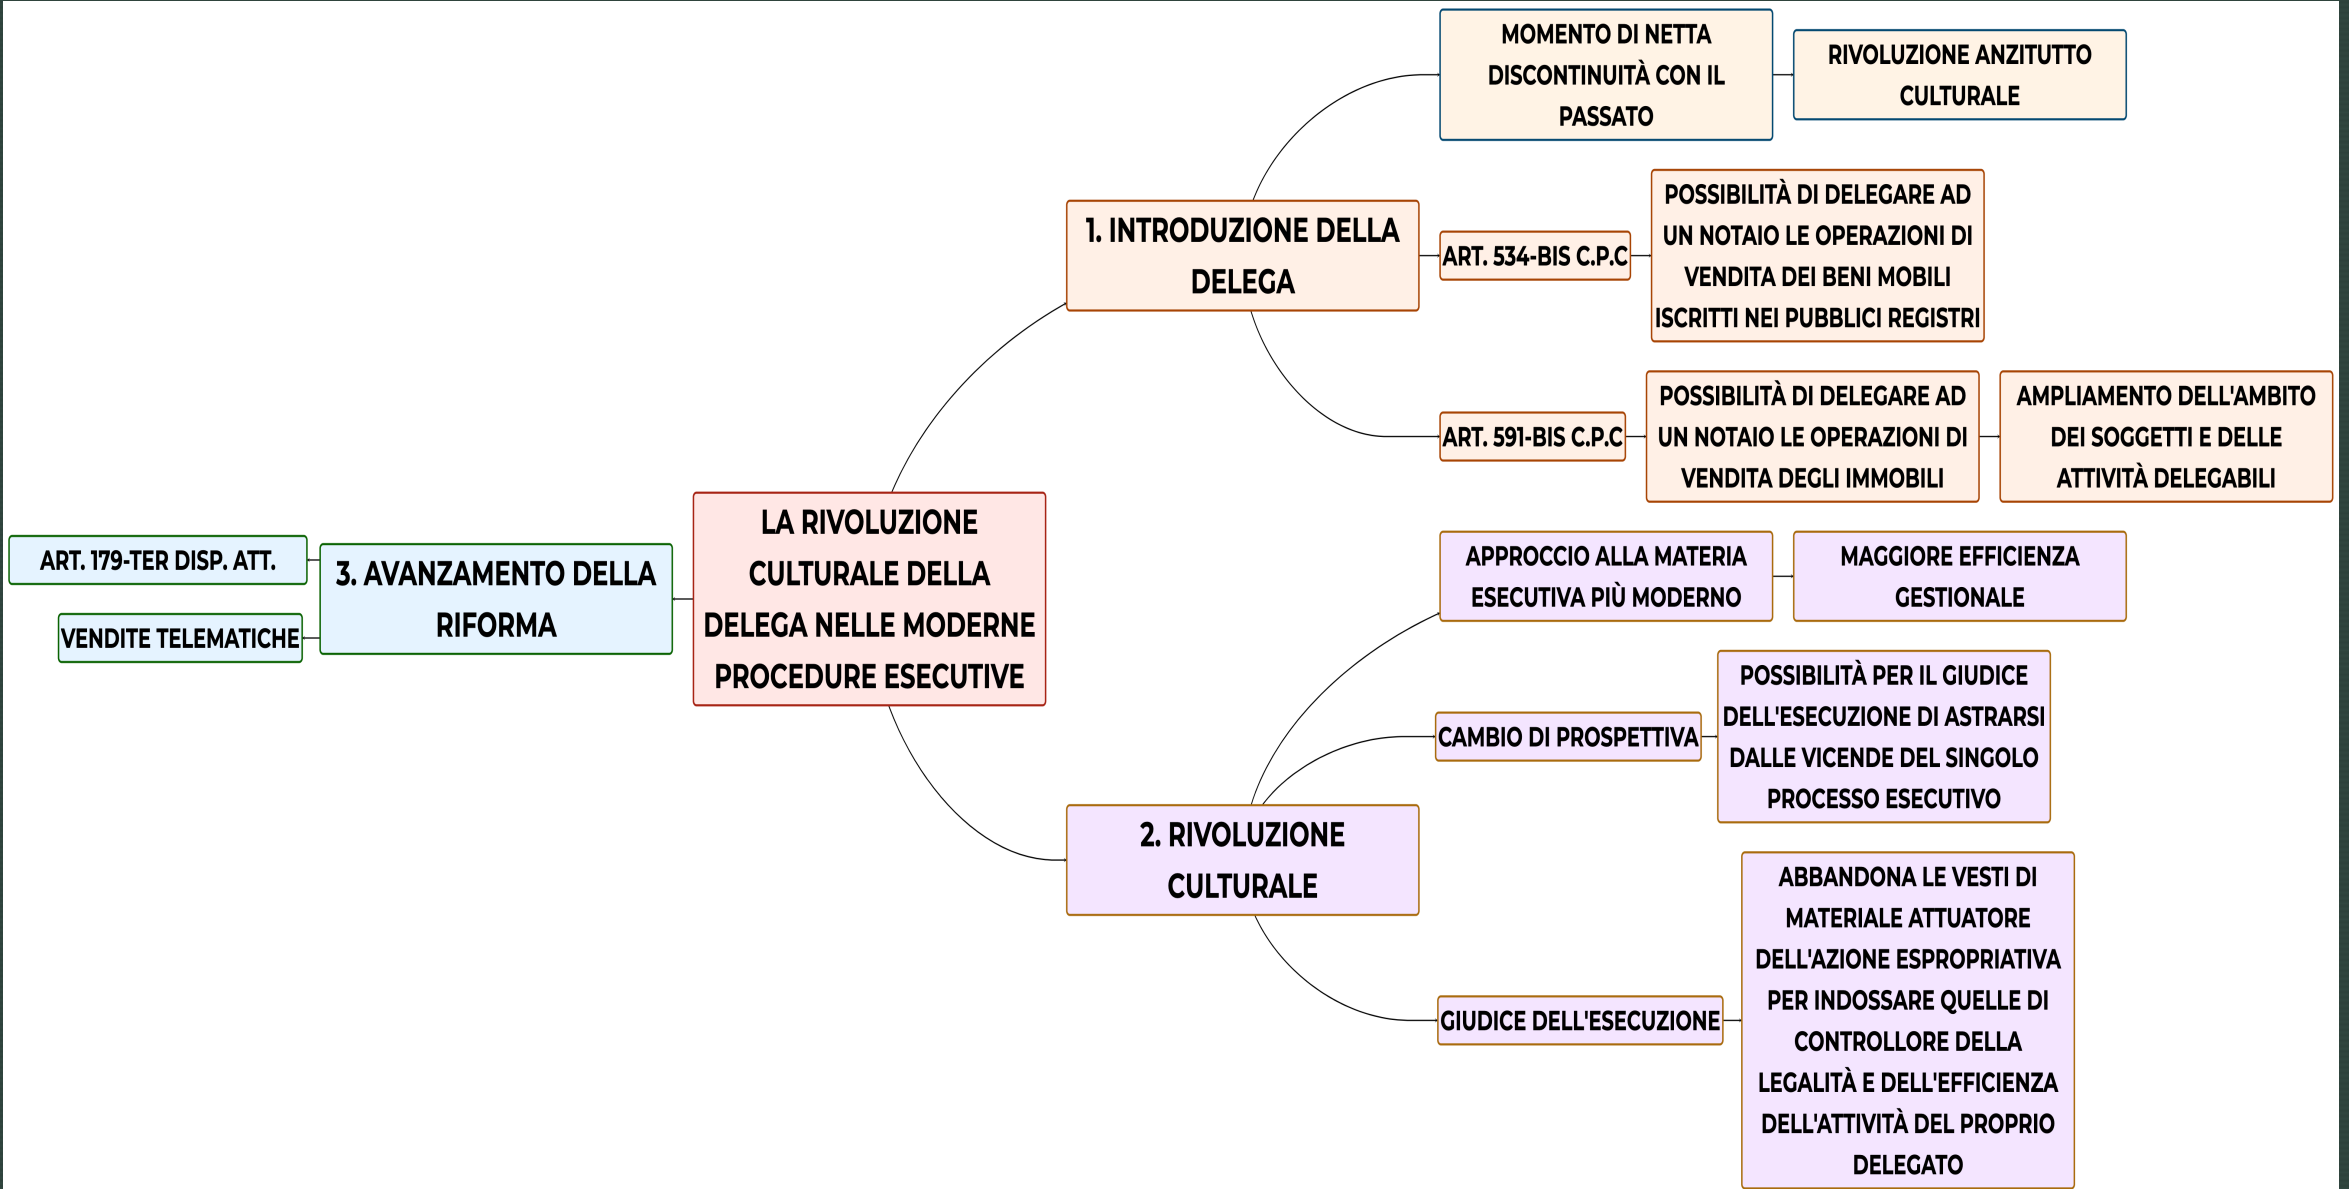 LA RIVOLUZIONE
CULTURALE DELLA
DELEGA NELLE MODERNE
PROCEDURE ESECUTIVE
1. INTRODUZIONE DELLA
DELEGA
MOMENTO DI NETTA
DISCONTINUITÀ CON IL
PASSATO
RIVOLUZIONE ANZITUTTO
CULTURALE
ART. 534-BIS C.P.C
POSSIBILITÀ DI DELEGARE AD
UN NOTAIO LE OPERAZIONI DI
VENDITA DEI BENI MOBILI
ISCRITTI NEI PUBBLICI REGISTRI
ART. 591-BIS C.P.C
POSSIBILITÀ DI DELEGARE AD
UN NOTAIO LE OPERAZIONI DI
VENDITA DEGLI IMMOBILI
AMPLIAMENTO DELL'AMBITO
DEI SOGGETTI E DELLE
ATTIVITÀ DELEGABILI
2. RIVOLUZIONE
CULTURALE
APPROCCIO ALLA MATERIA
ESECUTIVA PIÙ MODERNO
MAGGIORE EFFICIENZA
GESTIONALE
CAMBIO DI PROSPETTIVA
POSSIBILITÀ PER IL GIUDICE
DELL'ESECUZIONE DI ASTRARSI
DALLE VICENDE DEL SINGOLO
PROCESSO ESECUTIVO
GIUDICE DELL'ESECUZIONE
ABBANDONA LE VESTI DI
MATERIALE ATTUATORE
DELL'AZIONE ESPROPRIATIVA
PER INDOSSARE QUELLE DI
CONTROLLORE DELLA
LEGALITÀ E DELL'EFFICIENZA
DELL'ATTIVITÀ DEL PROPRIO
DELEGATO
3. AVANZAMENTO DELLA
RIFORMA
ART. 179-TER DISP. ATT.
VENDITE TELEMATICHE